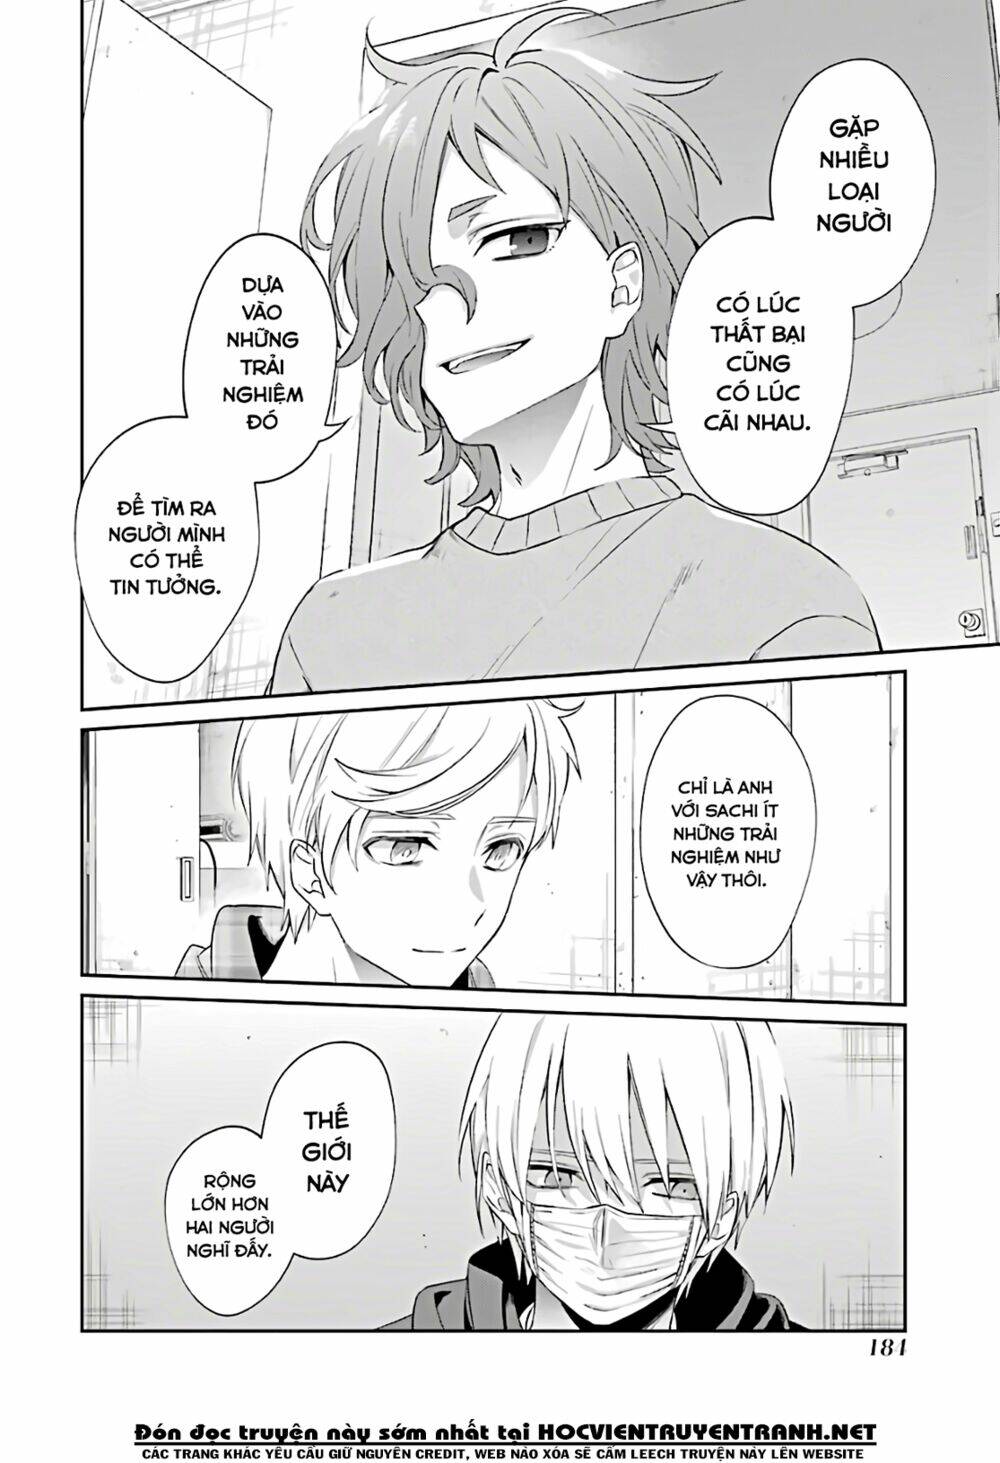 GẶP
NHIỀU
LOẠI
NGƯỜI
CÓ LÚC
THẤT BẠI
CŨNG
CÓ LÚC
CÃI NHAU.
DỰA
VÀO
NHỮNG
TRẢI
NGHIỆM
ĐÓ
ĐỂ TÌM RA
NGƯỜI MÌNH
CÓ THỂ
TIN TƯỞNG.
CHỈ LÀ ANH
VỚI SACHI ÍT
NHỮNG TRẢI
NGHIỆM NHƯ
VẬY THÔI.
THẾ
GIỚI
NÀY
RỘNG
LỚN HƠN
HAI NGƯỜI
NGHĨ ĐẤY.
184
Đón đọc truyện này sớm nhất tại HOCVIENTRUYENTRANH.NET
CÁC TRANG KHÁC YÊU CẦU GIỮ NGUYÊN CREDIT, WEB NÀO XÓA SẼ CẤM LEECH TRUYỆN NÀY LÊN WEBSITE